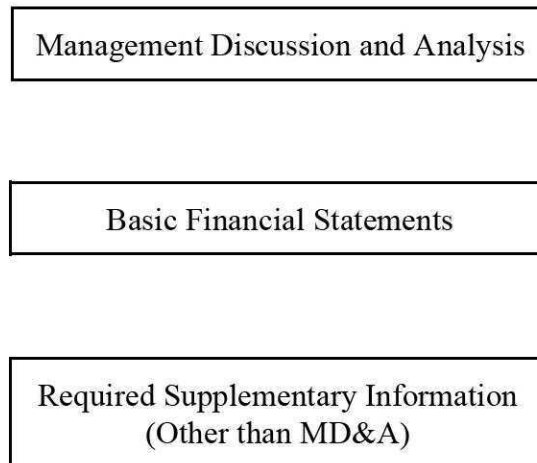 Management Discussion and Analysis
Basic Financial Statements
Required Supplementary Information
(Other than MD&A)